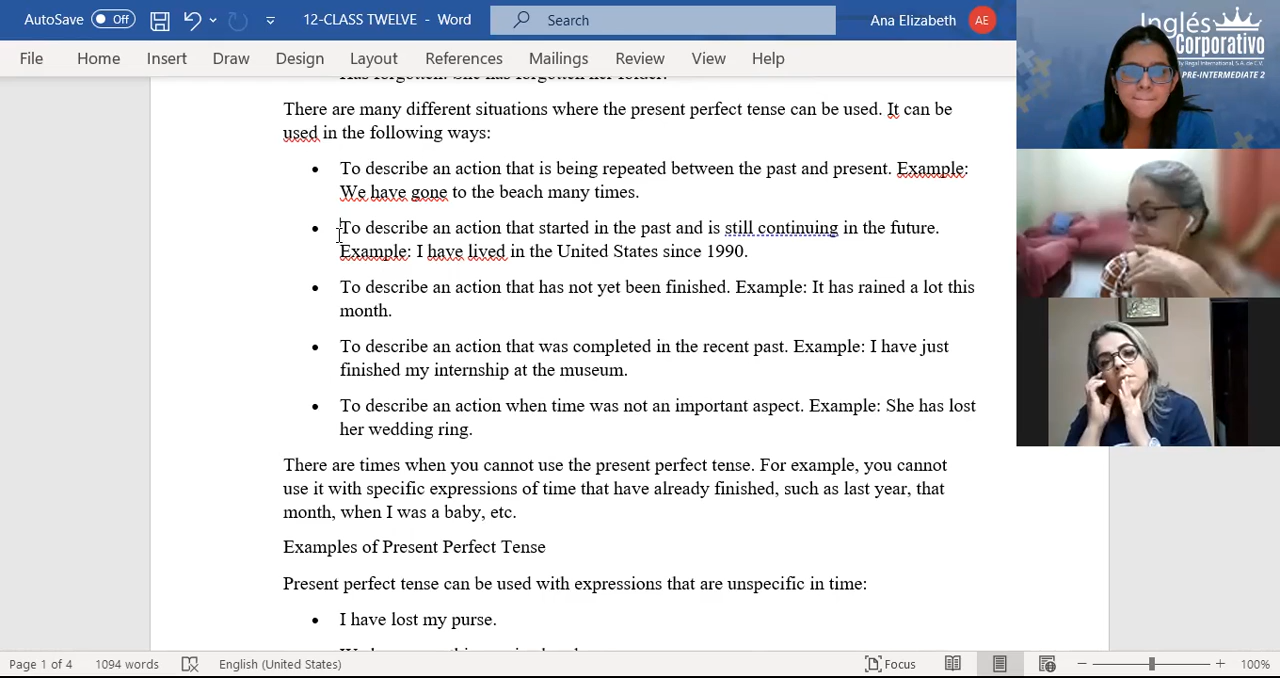 AutoSave Off 12-CLASS TWELVE - Word Search Ana Elizabeth AE
File Home Insert Draw Design Layout References Mailings Review View Help
Has forgotten: She has forgotten her folder.
There are many different situations where the present perfect tense can be used. It can be
used in the following ways:
• To describe an action that is being repeated between the past and present. Example:
We have gone to the beach many times.
• To describe an action that started in the past and is still continuing in the future.
Example: I have lived in the United States since 1990.
• To describe an action that has not yet been finished. Example: It has rained a lot this
month.
• To describe an action that was completed in the recent past. Example: I have just
finished my internship at the museum.
• To describe an action when time was not an important aspect. Example: She has lost
her wedding ring.
There are times when you cannot use the present perfect tense. For example, you cannot
use it with specific expressions of time that have already finished, such as last year, that
month, when I was a baby, etc.
Examples of Present Perfect Tense
Present perfect tense can be used with expressions that are unspecific in time:
• I have lost my purse.
Page 1 of 4 1094 words English (United States) Focus 100%
Inglés
Corporativo
By Regal International, S.A. de C.V.
PRE-INTERMEDIATE 2